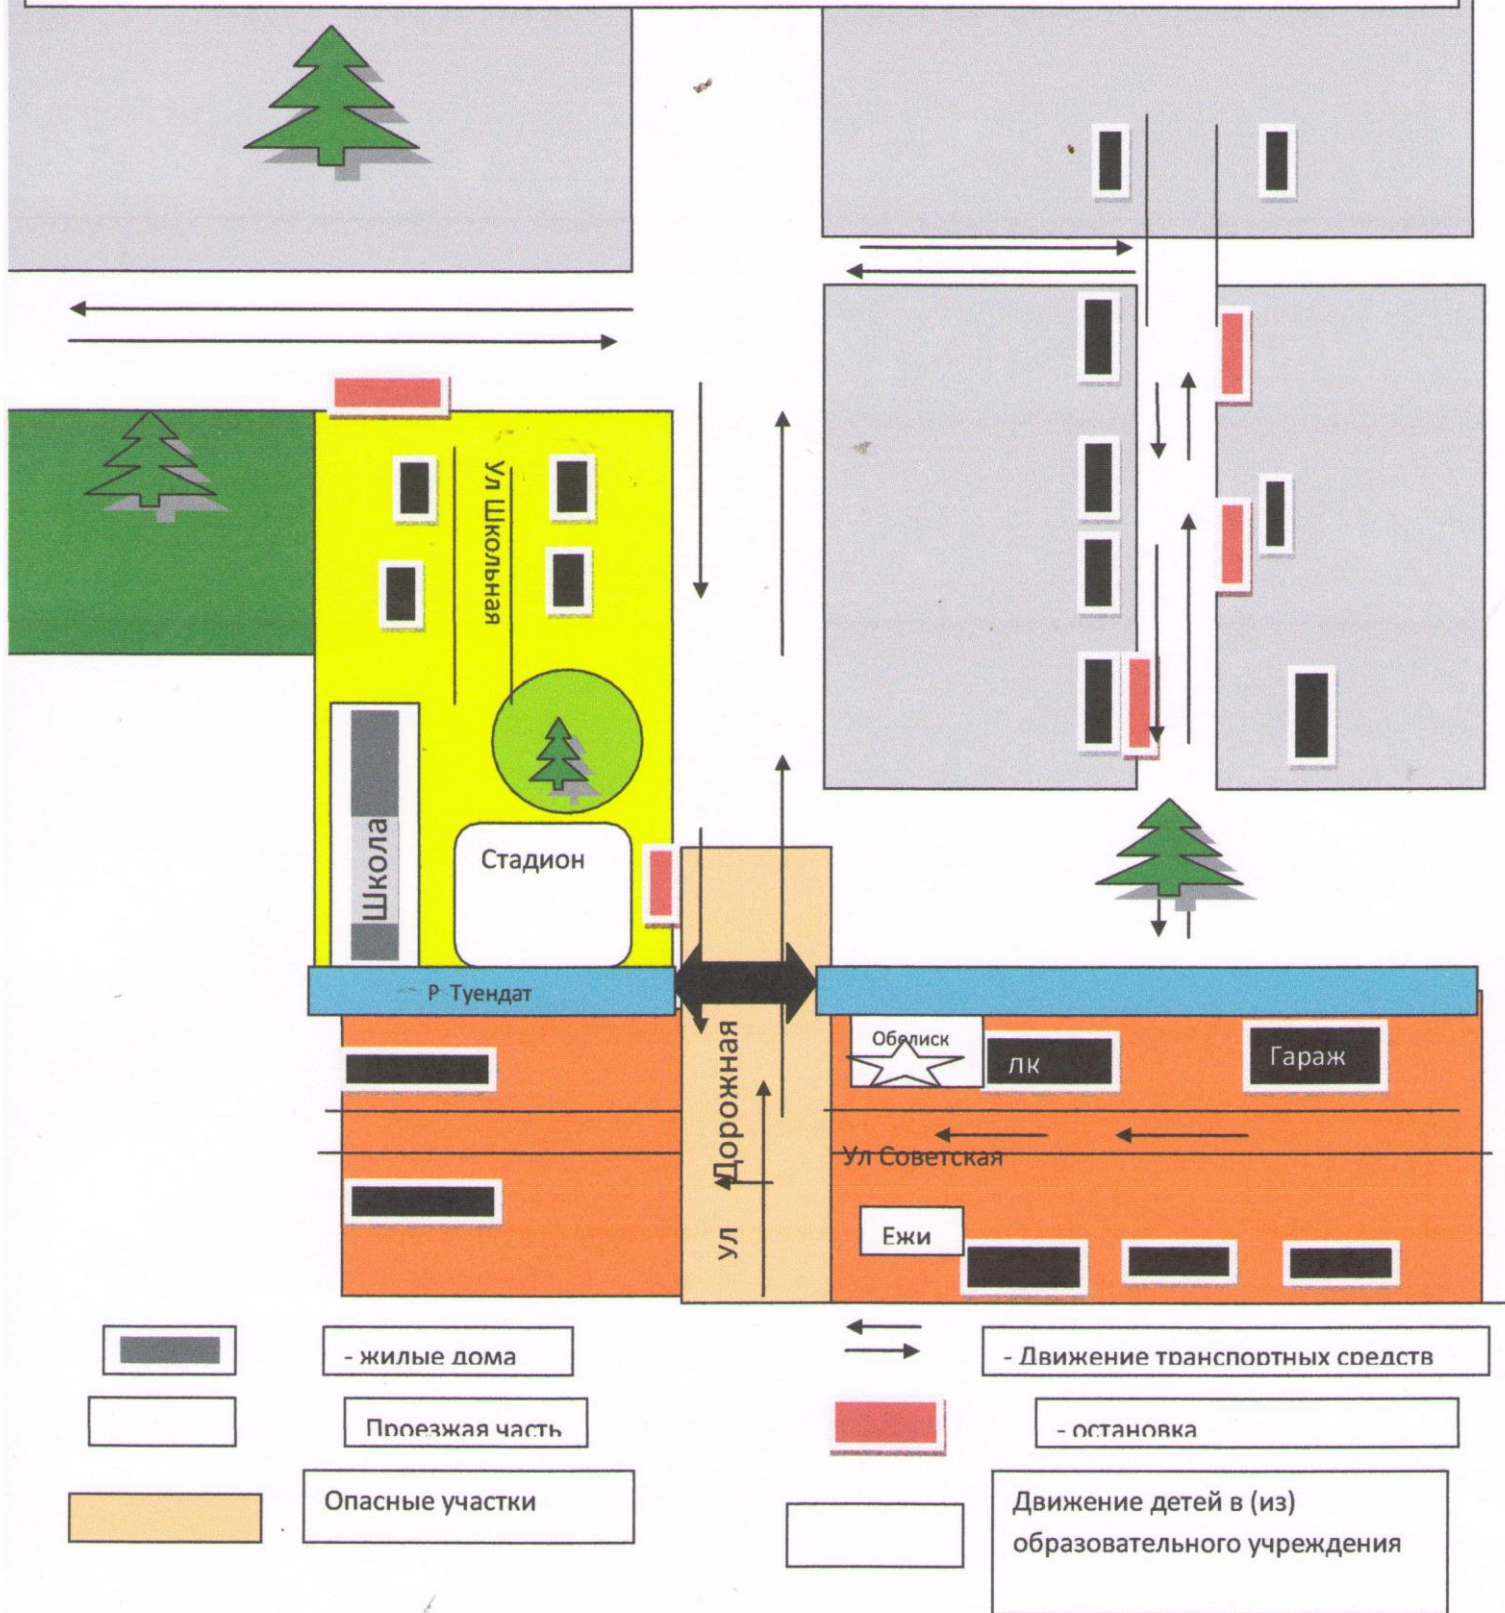 Ул Школьная
Школа
Стадион
Р Туендат
Обелиск
ЛК
Гараж
Ул Дорожная
Ул Советская
Ежи
- жилые дома
- Движение транспортных средств
Проезжая часть
- остановка
Опасные участки
Движение детей в (из)
образовательного учреждения